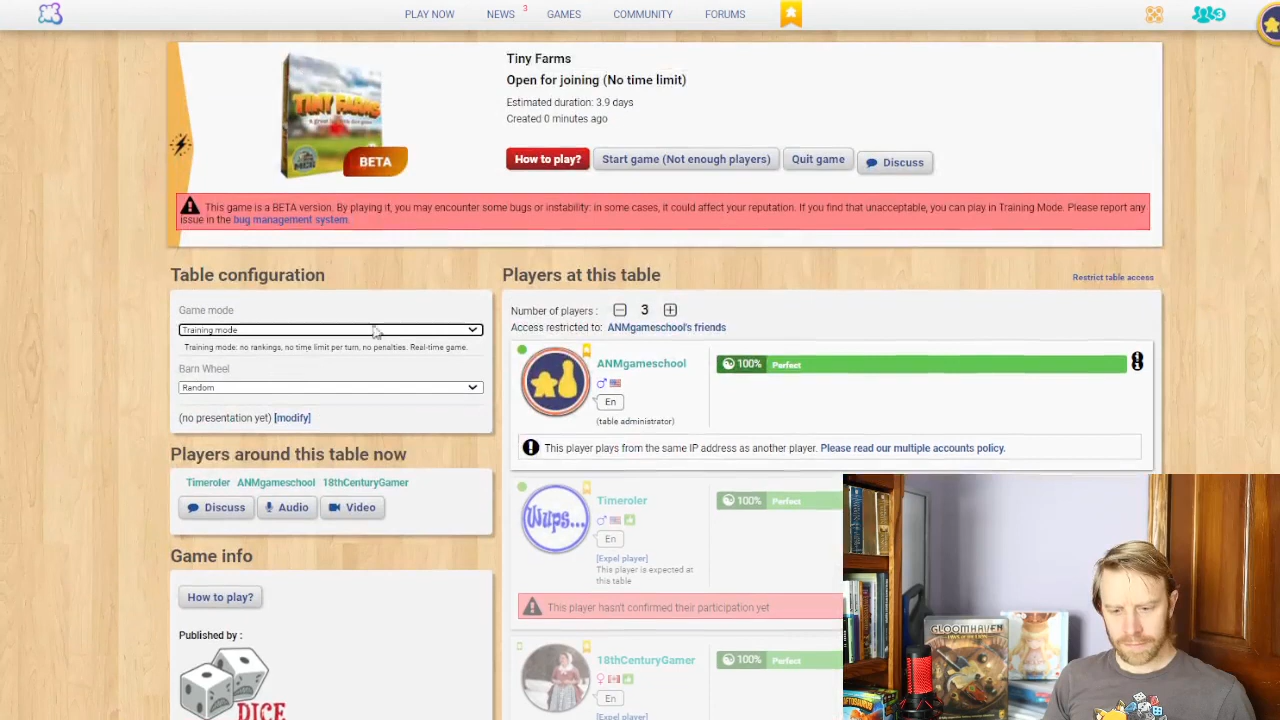 PLAY NOW
NEWS
3
GAMES
COMMUNITY
FORUMS
3
TINY FARMS
BETA
Tiny Farms
Open for joining (No time limit)
Estimated duration: 3.9 days
Created 0 minutes ago
How to play?
Start game (Not enough players)
Quit game
Discuss
This game is a BETA version. By playing it, you may encounter some bugs or instability: in some cases, it could affect your reputation. If you find that unacceptable, you can play in Training Mode. Please report any
issue in the bug management system.
Table configuration
Game mode
Training mode
Training mode: no rankings, no time limit per turn, no penalties. Real-time game.
Barn Wheel
Random
(no presentation yet) [modify]
Players around this table now
Timeroler ANMgameschool 18thCenturyGamer
Discuss
Audio
Video
Game info
How to play?
Published by :
DICE
Players at this table
Restrict table access
Number of players : 3
Access restricted to: ANMgameschool's friends
ANMgameschool
100% Perfect
En
(table administrator)
This player plays from the same IP address as another player. Please read our multiple accounts policy.
Wups...
Timeroler
100% Perfect
En
[Expel player]
This player is expected at
this table
This player hasn't confirmed their participation yet
18thCenturyGamer
100% Perfect
En
[Expel player]
GLOOMHAVEN